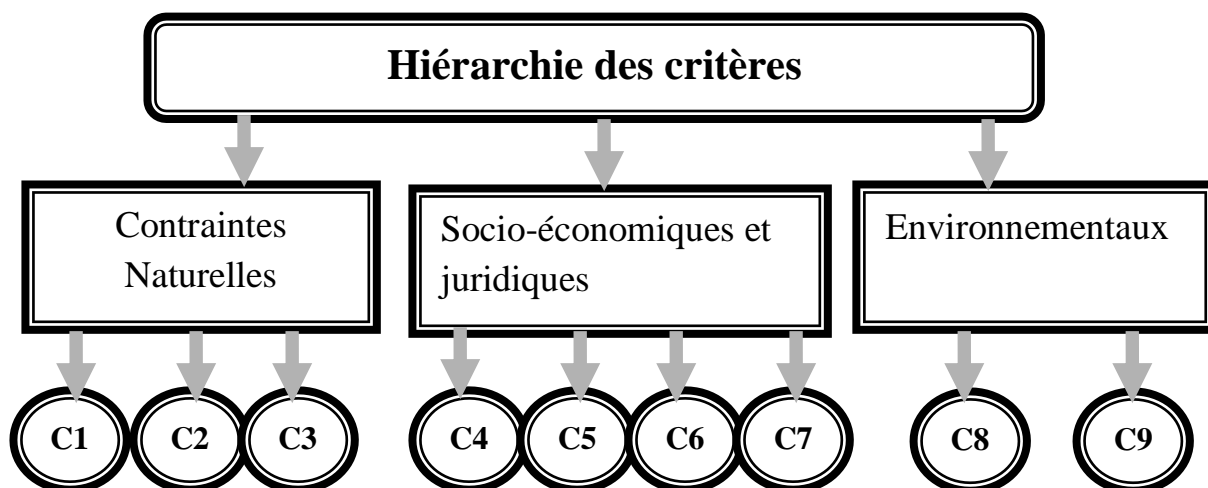 Hiérarchie des critères
Contraintes
Naturelles
Socio-économiques et
juridiques
Environnementaux
C1
C2
C3
C4
C5
C6
C7
C8
C9